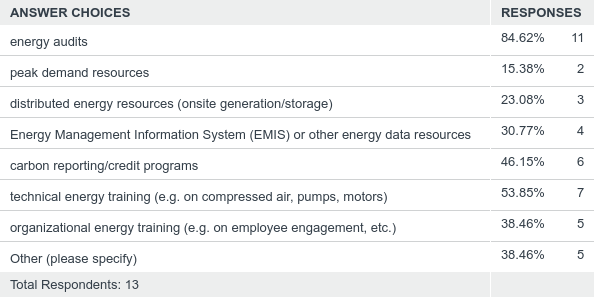 ANSWER CHOICES RESPONSES
energy audits 84.62% 11
peak demand resources 15.38% 2
distributed energy resources (onsite generation/storage) 23.08% 3
Energy Management Information System (EMIS) or other energy data resources 30.77% 4
carbon reporting/credit programs 46.15% 6
technical energy training (e.g. on compressed air, pumps, motors) 53.85% 7
organizational energy training (e.g. on employee engagement, etc.) 38.46% 5
Other (please specify) 38.46% 5
Total Respondents: 13